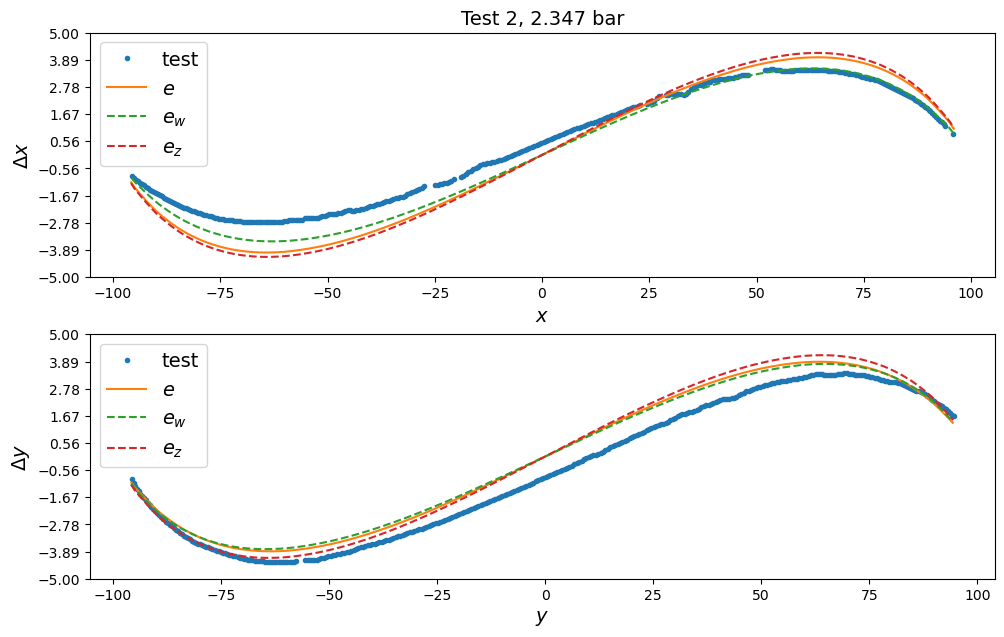 Test 2, 2.347 bar
5.00
3.89
2.78
1.67
0.56
−0.56
−1.67
−2.78
−3.89
−5.00
Δx
test
e
e_w
e_z
−100
−75
−50
−25
0
25
50
75
100
x
5.00
3.89
2.78
1.67
0.56
−0.56
−1.67
−2.78
−3.89
−5.00
Δy
test
e
e_w
e_z
−100
−75
−50
−25
0
25
50
75
100
y